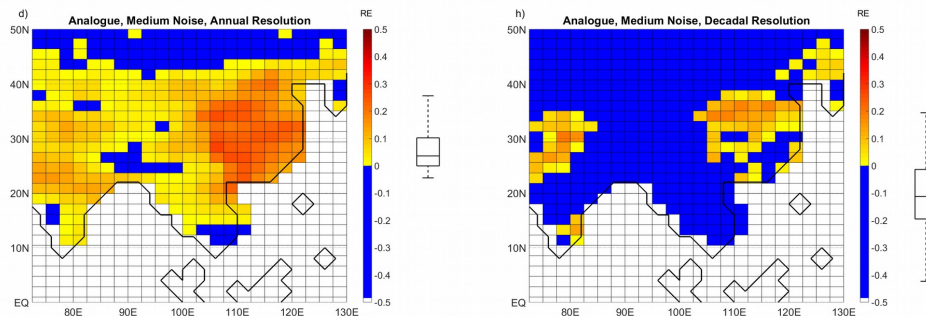 d) Analogue, Medium Noise, Annual Resolution RE
50N
40N
30N
20N
10N
EQ
80E 90E 100E 110E 120E 130E
0.5
0.4
0.3
0.2
0.1
0
-0.1
-0.2
-0.3
-0.4
-0.5
h) Analogue, Medium Noise, Decadal Resolution RE
50N
40N
30N
20N
10N
EQ
80E 90E 100E 110E 120E 130E
0.5
0.4
0.3
0.2
0.1
0
-0.1
-0.2
-0.3
-0.4
-0.5